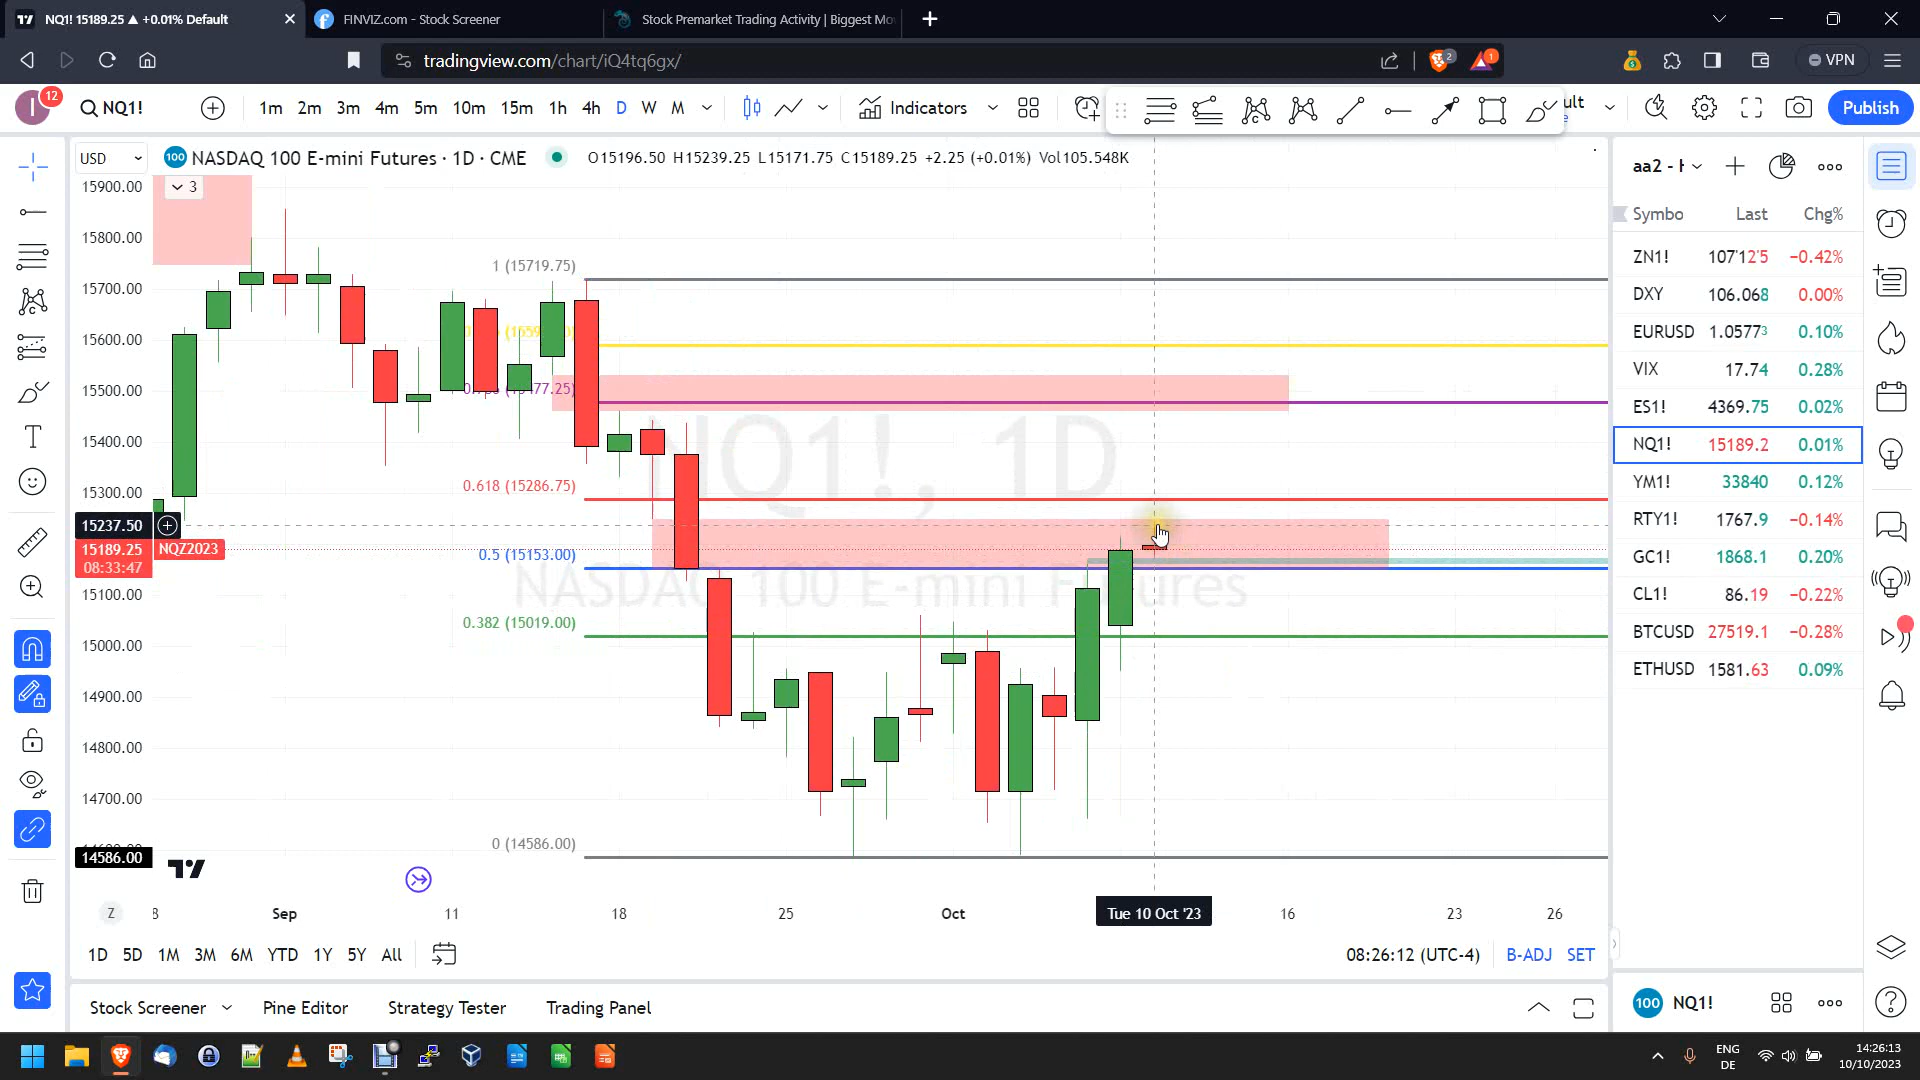 NQ1! 15189.25 ▲ +0.01% Default
FINVIZ.com - Stock Screener
Stock Premarket Trading Activity | Biggest Mo
tradingview.com/chart/iQ4tq6gx/
2
1
VPN
I
12
NQ1!
1m 2m 3m 4m 5m 10m 15m 1h 4h D W M
Indicators
Publish
USD
100 NASDAQ 100 E-mini Futures · 1D · CME
O15196.50 H15239.25 L15171.75 C15189.25 +2.25 (+0.01%) Vol105.548K
3
15900.00
15800.00
15700.00
15600.00
15500.00
15400.00
15300.00
15237.50
15189.25
08:33:47
NQZ2023
15100.00
15000.00
14900.00
14800.00
14700.00
14586.00
1 (15719.75)
0.618 (15286.75)
0.5 (15153.00)
0.382 (15019.00)
0 (14586.00)
NQ1!, 1D
NASDAQ 100 E-mini Futures
Z
8
Sep
11
18
25
Oct
Tue 10 Oct '23
16
23
26
1D 5D 1M 3M 6M YTD 1Y 5Y All
08:26:12 (UTC-4)
B-ADJ
SET
Stock Screener
Pine Editor
Strategy Tester
Trading Panel
Symbo Last Chg%
ZN1! 107'12'5 −0.42%
DXY 106.068 0.00%
EURUSD 1.0577³ 0.10%
VIX 17.74 0.28%
ES1! 4369.75 0.02%
NQ1! 15189.2 0.01%
YM1! 33840 0.12%
RTY1! 1767.9 −0.14%
GC1! 1868.1 0.20%
CL1! 86.19 −0.22%
BTCUSD 27519.1 −0.28%
ETHUSD 1581.63 0.09%
100 NQ1!
ENG
DE
14:26:13
10/10/2023